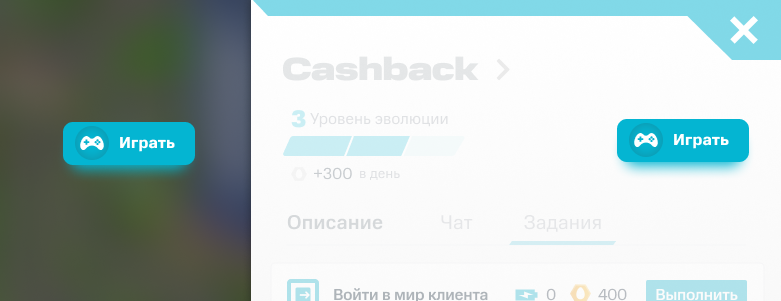 Играть
Cashback
3 Уровень эволюции
Играть
+300 в день
Описание Чат Задания
Войти в мир клиента 0 400 Выполнить